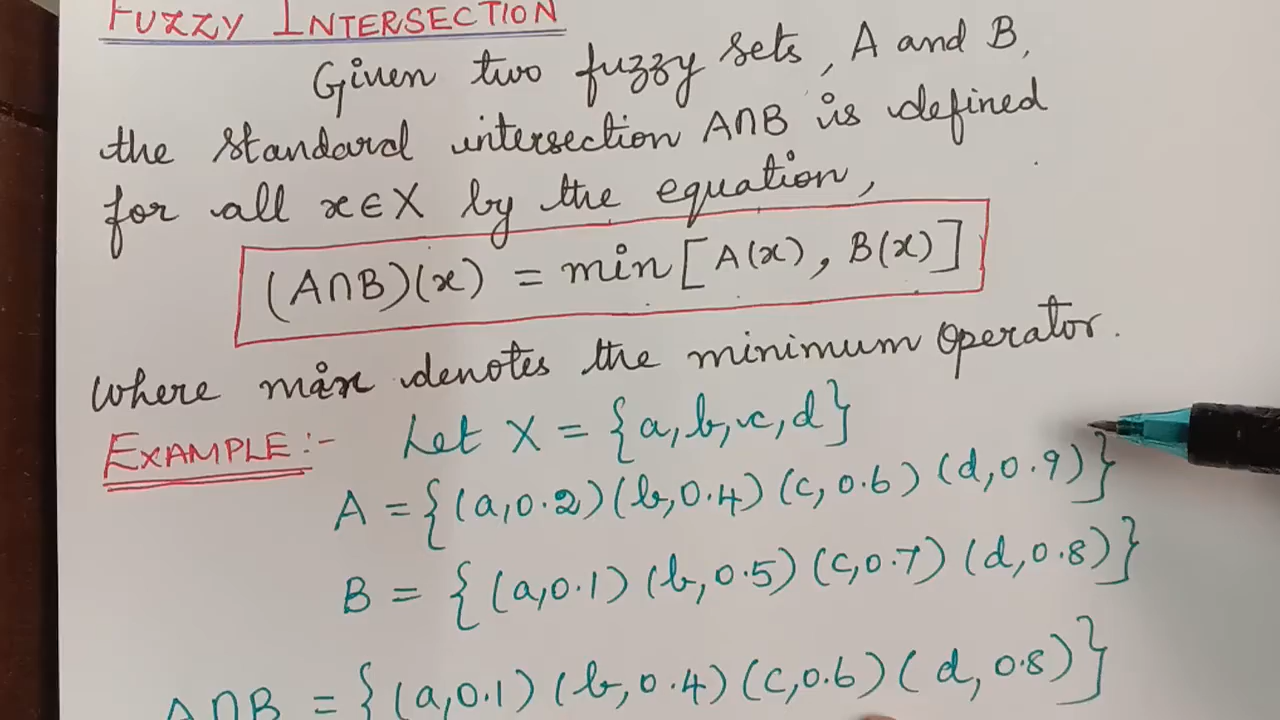 FUZZY INTERSECTION
Given two fuzzy sets, A and B,
the standard intersection A∩B is defined
for all x∈X by the equation,
(A∩B)(x) = min[A(x), B(x)]
where min denotes the minimum operator.
EXAMPLE:- Let X = {a, b, c, d}
A = {(a,0.2)(b,0.4)(c,0.6)(d,0.9)}
B = {(a,0.1)(b,0.5)(c,0.7)(d,0.8)}
A∩B = {(a,0.1)(b,0.4)(c,0.6)(d,0.8)}